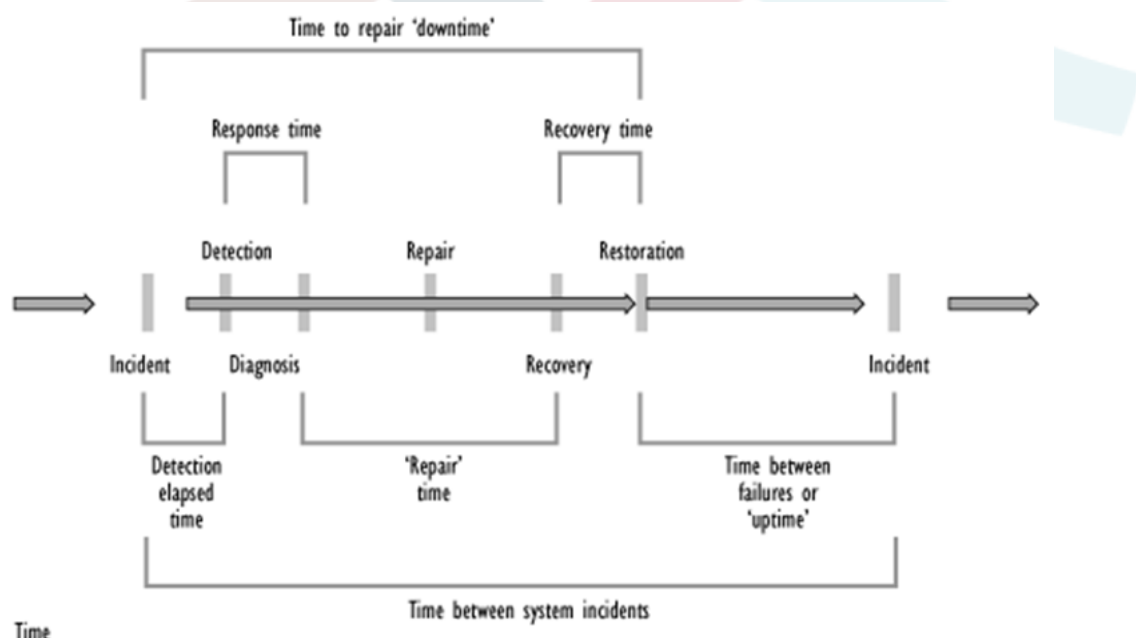 Time to repair ‘downtime’
Response time
Recovery time
Detection
Repair
Restoration
Incident
Diagnosis
Recovery
Incident
Detection
elapsed
time
‘Repair’
time
Time between
failures or
‘uptime’
Time between system incidents
Time